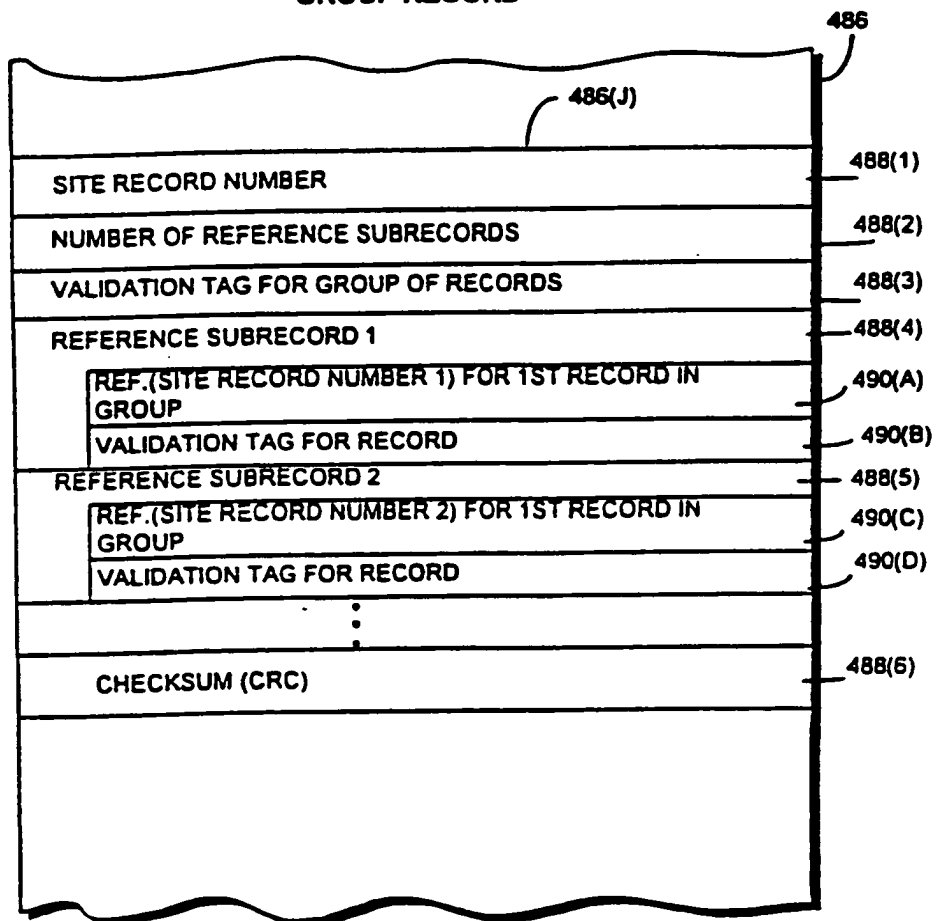 GROUP RECORD
486
486(J)
SITE RECORD NUMBER 488(1)
NUMBER OF REFERENCE SUBRECORDS 488(2)
VALIDATION TAG FOR GROUP OF RECORDS 488(3)
REFERENCE SUBRECORD 1 488(4)
REF.(SITE RECORD NUMBER 1) FOR 1ST RECORD IN 490(A)
GROUP
VALIDATION TAG FOR RECORD 490(B)
REFERENCE SUBRECORD 2 488(5)
REF.(SITE RECORD NUMBER 2) FOR 1ST RECORD IN 490(C)
GROUP
VALIDATION TAG FOR RECORD 490(D)
CHECKSUM (CRC) 488(6)